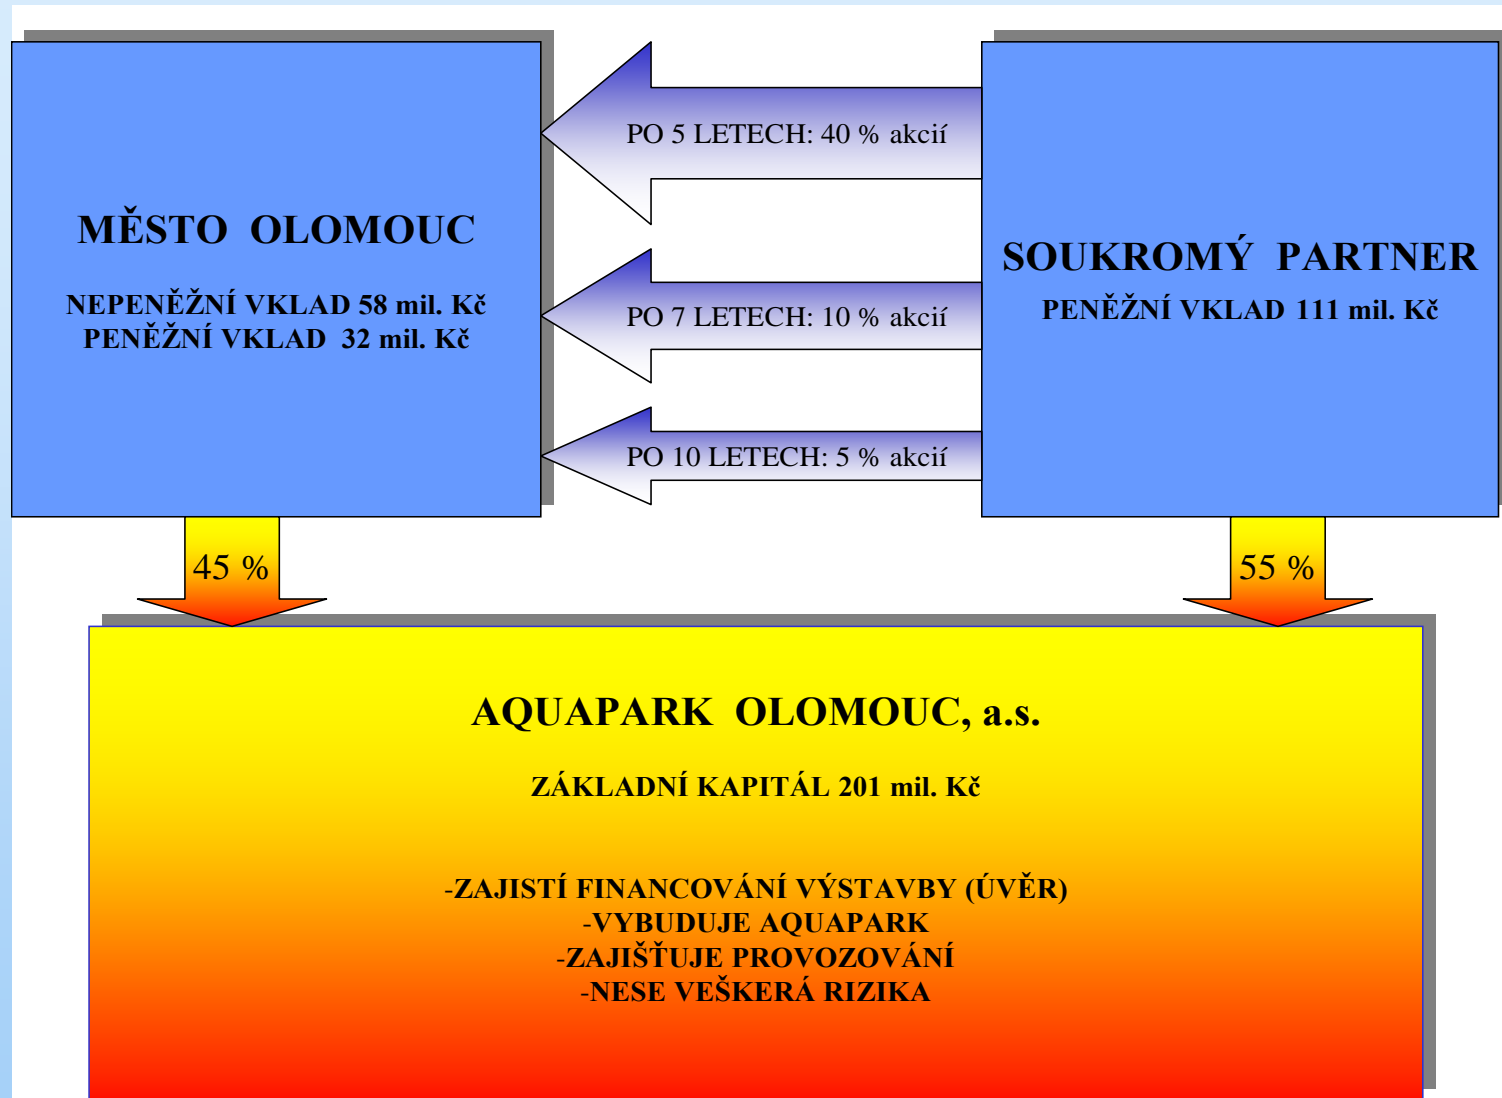 MĚSTO OLOMOUC
NEPENĚŽNÍ VKLAD 58 mil. Kč
PENĚŽNÍ VKLAD 32 mil. Kč
PO 5 LETECH: 40 % akcií
PO 7 LETECH: 10 % akcií
PO 10 LETECH: 5 % akcií
SOUKROMÝ PARTNER
PENĚŽNÍ VKLAD 111 mil. Kč
45 %
55 %
AQUAPARK OLOMOUC, a.s.
ZÁKLADNÍ KAPITÁL 201 mil. Kč
-ZAJISTÍ FINANCOVÁNÍ VÝSTAVBY (ÚVĚR)
-VYBUDUJE AQUAPARK
-ZAJIŠŤUJE PROVOZOVÁNÍ
-NESE VEŠKERÁ RIZIKA